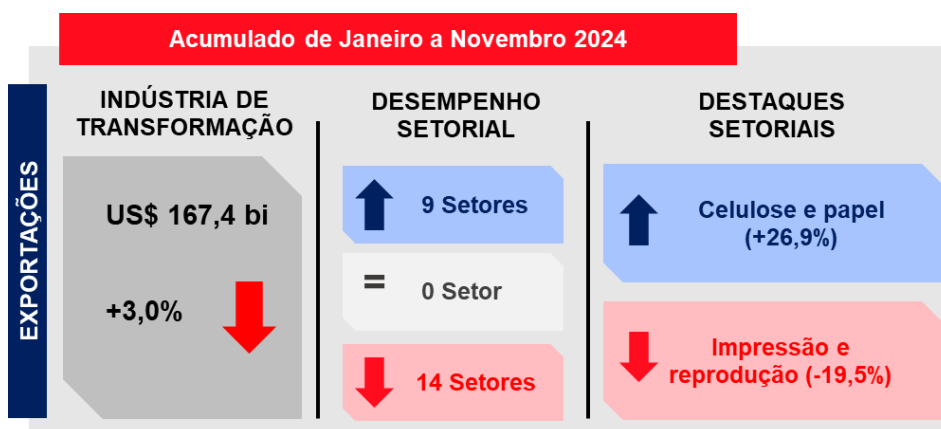 Acumulado de Janeiro a Novembro 2024
EXPORTAÇÕES
INDÚSTRIA DE
TRANSFORMAÇÃO
US$ 167,4 bi
+3,0%
DESEMPENHO
SETORIAL
9 Setores
=
0 Setor
14 Setores
DESTAQUES
SETORIAIS
Celulose e papel
(+26,9%)
Impressão e
reprodução (-19,5%)